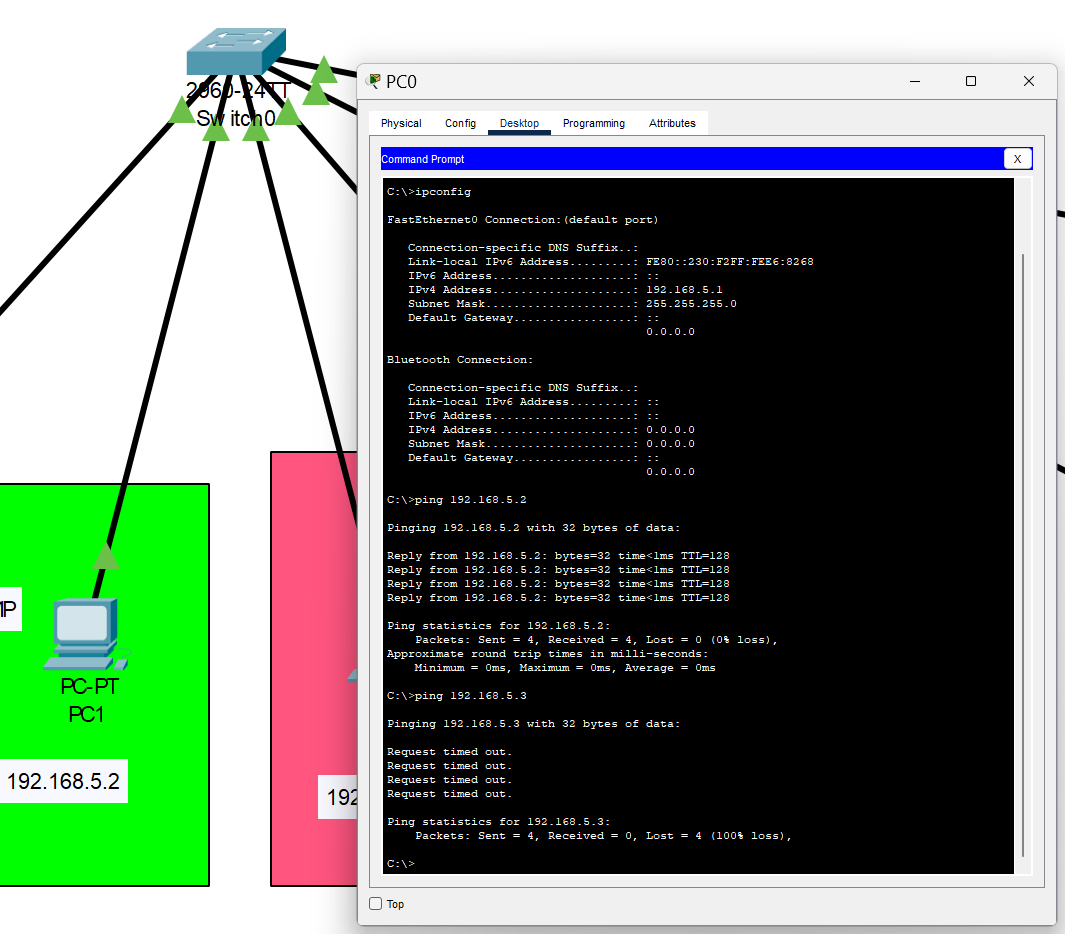 2960-24TT
Switch0
PC0
Physical Config Desktop Programming Attributes
Command Prompt
X
C:\>ipconfig
FastEthernet0 Connection:(default port)
Connection-specific DNS Suffix..:
Link-local IPv6 Address.........: FE80::230:F2FF:FEE6:8268
IPv6 Address....................: ::
IPv4 Address....................: 192.168.5.1
Subnet Mask.....................: 255.255.255.0
Default Gateway.................: ::
0.0.0.0
Bluetooth Connection:
Connection-specific DNS Suffix..:
Link-local IPv6 Address.........: ::
IPv6 Address....................: ::
IPv4 Address....................: 0.0.0.0
Subnet Mask.....................: 0.0.0.0
Default Gateway.................: ::
0.0.0.0
C:\>ping 192.168.5.2
Pinging 192.168.5.2 with 32 bytes of data:
Reply from 192.168.5.2: bytes=32 time<1ms TTL=128
Reply from 192.168.5.2: bytes=32 time<1ms TTL=128
Reply from 192.168.5.2: bytes=32 time<1ms TTL=128
Reply from 192.168.5.2: bytes=32 time<1ms TTL=128
Ping statistics for 192.168.5.2:
Packets: Sent = 4, Received = 4, Lost = 0 (0% loss),
Approximate round trip times in milli-seconds:
Minimum = 0ms, Maximum = 0ms, Average = 0ms
C:\>ping 192.168.5.3
Pinging 192.168.5.3 with 32 bytes of data:
Request timed out.
Request timed out.
Request timed out.
Request timed out.
Ping statistics for 192.168.5.3:
Packets: Sent = 4, Received = 0, Lost = 4 (100% loss),
C:\>
Top
PC-PT
PC1
192.168.5.2
192